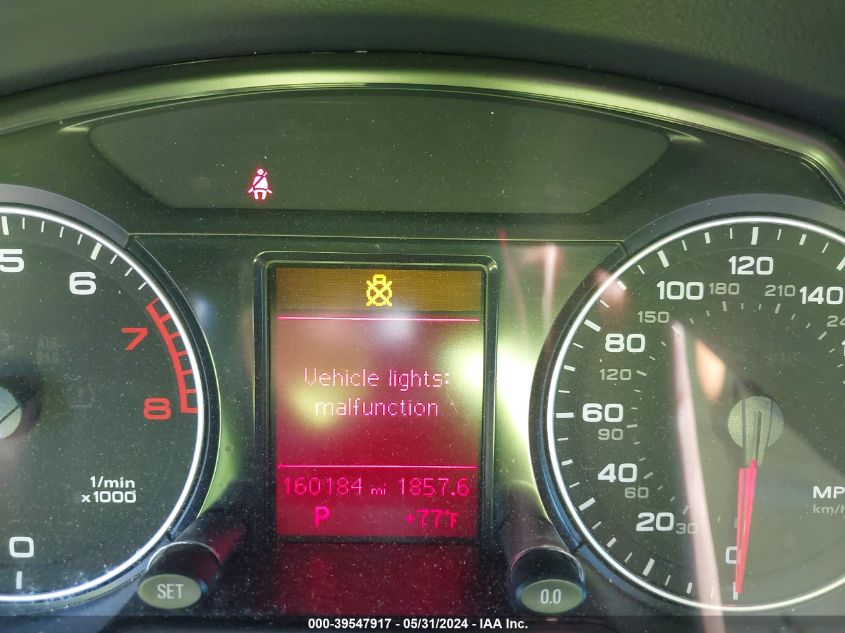 5
6
7
8
1/min
x1000
0
SET
AIR
BAG
Vehicle lights:
malfunction
160184 mi 1857.6
P +77°F
0.0
0
20
40
60
80
100
120
140
30
60
90
120
150
180
210
24
MP
km/h
000-39547917 - 05/31/2024 - IAA Inc.